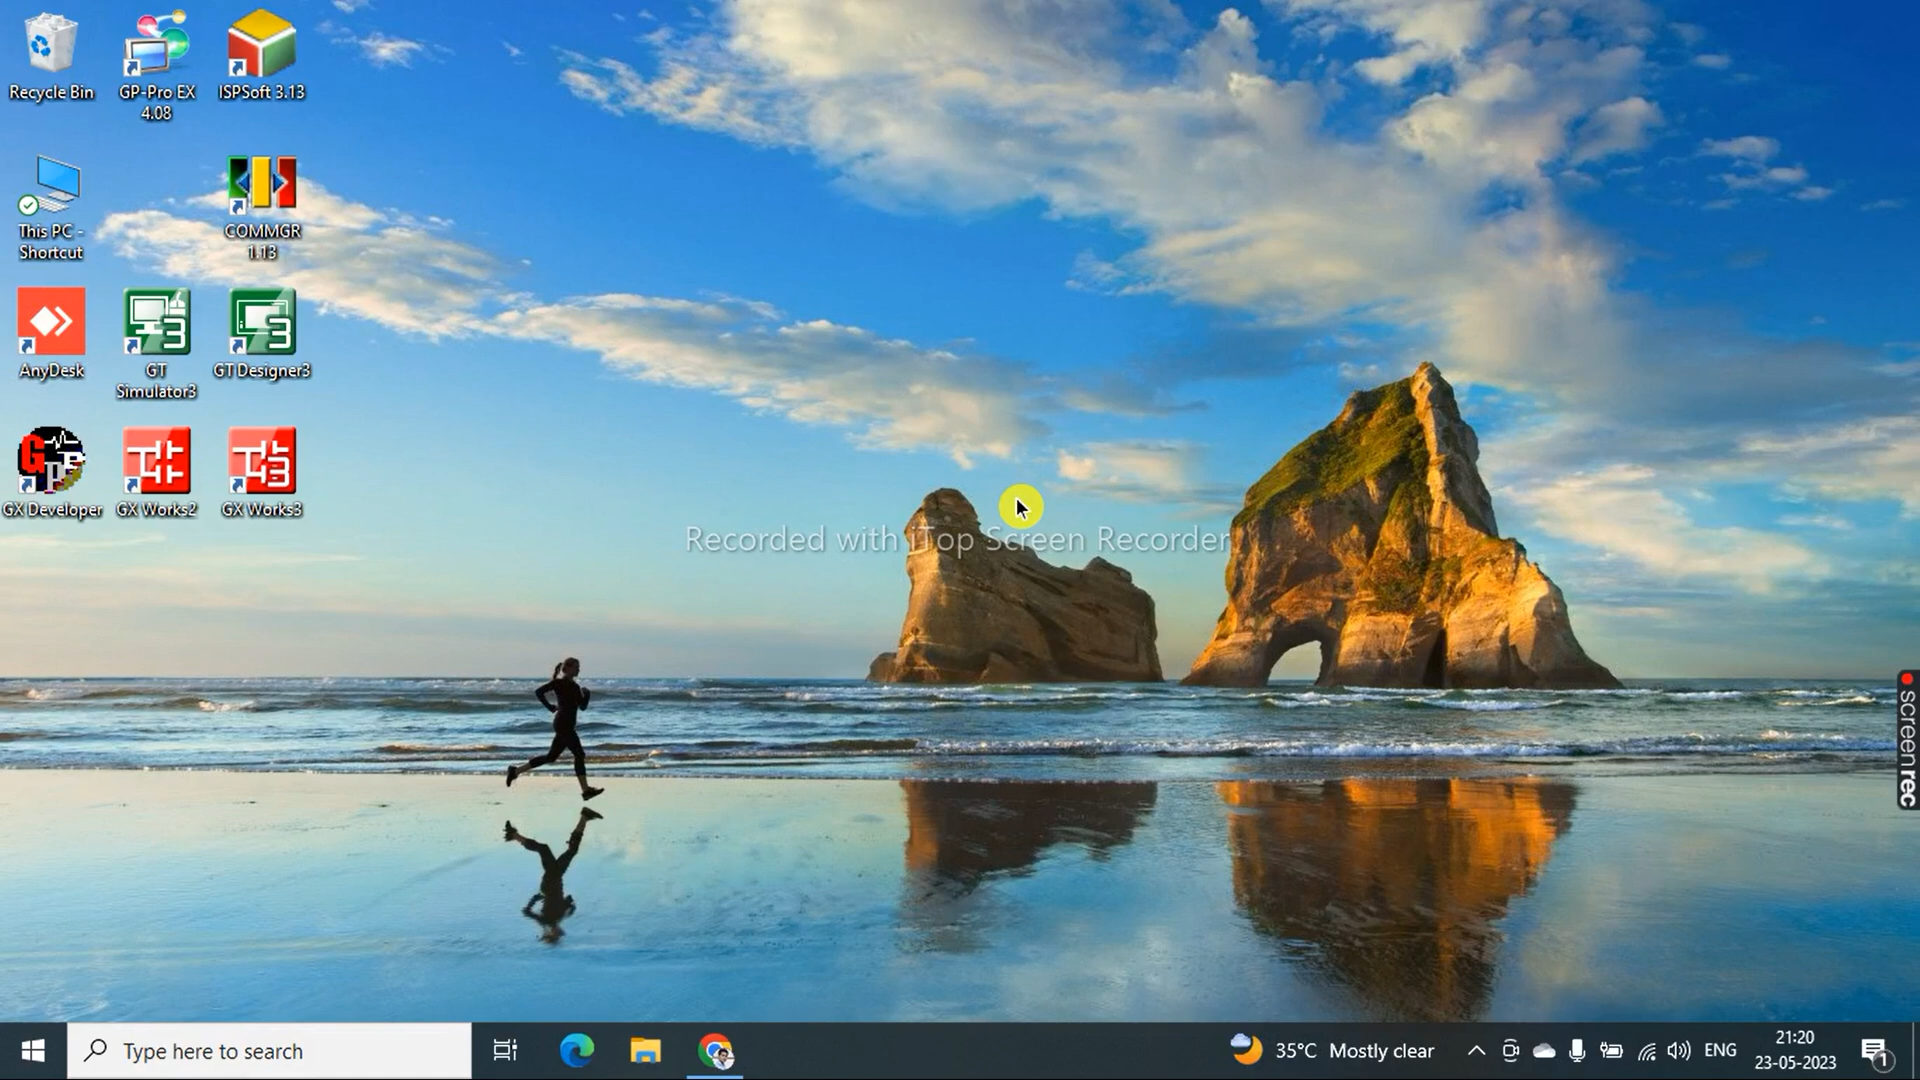 Recycle Bin
GP-Pro EX
4.08
ISPSoft 3.13
This PC -
Shortcut
COMMGR
1.13
AnyDesk
GT
Simulator3
GT Designer3
GX Developer
GX Works2
GX Works3
Recorded with iTop Screen Recorder
screenrec
Type here to search
35°C Mostly clear
ENG
21:20
23-05-2023
1